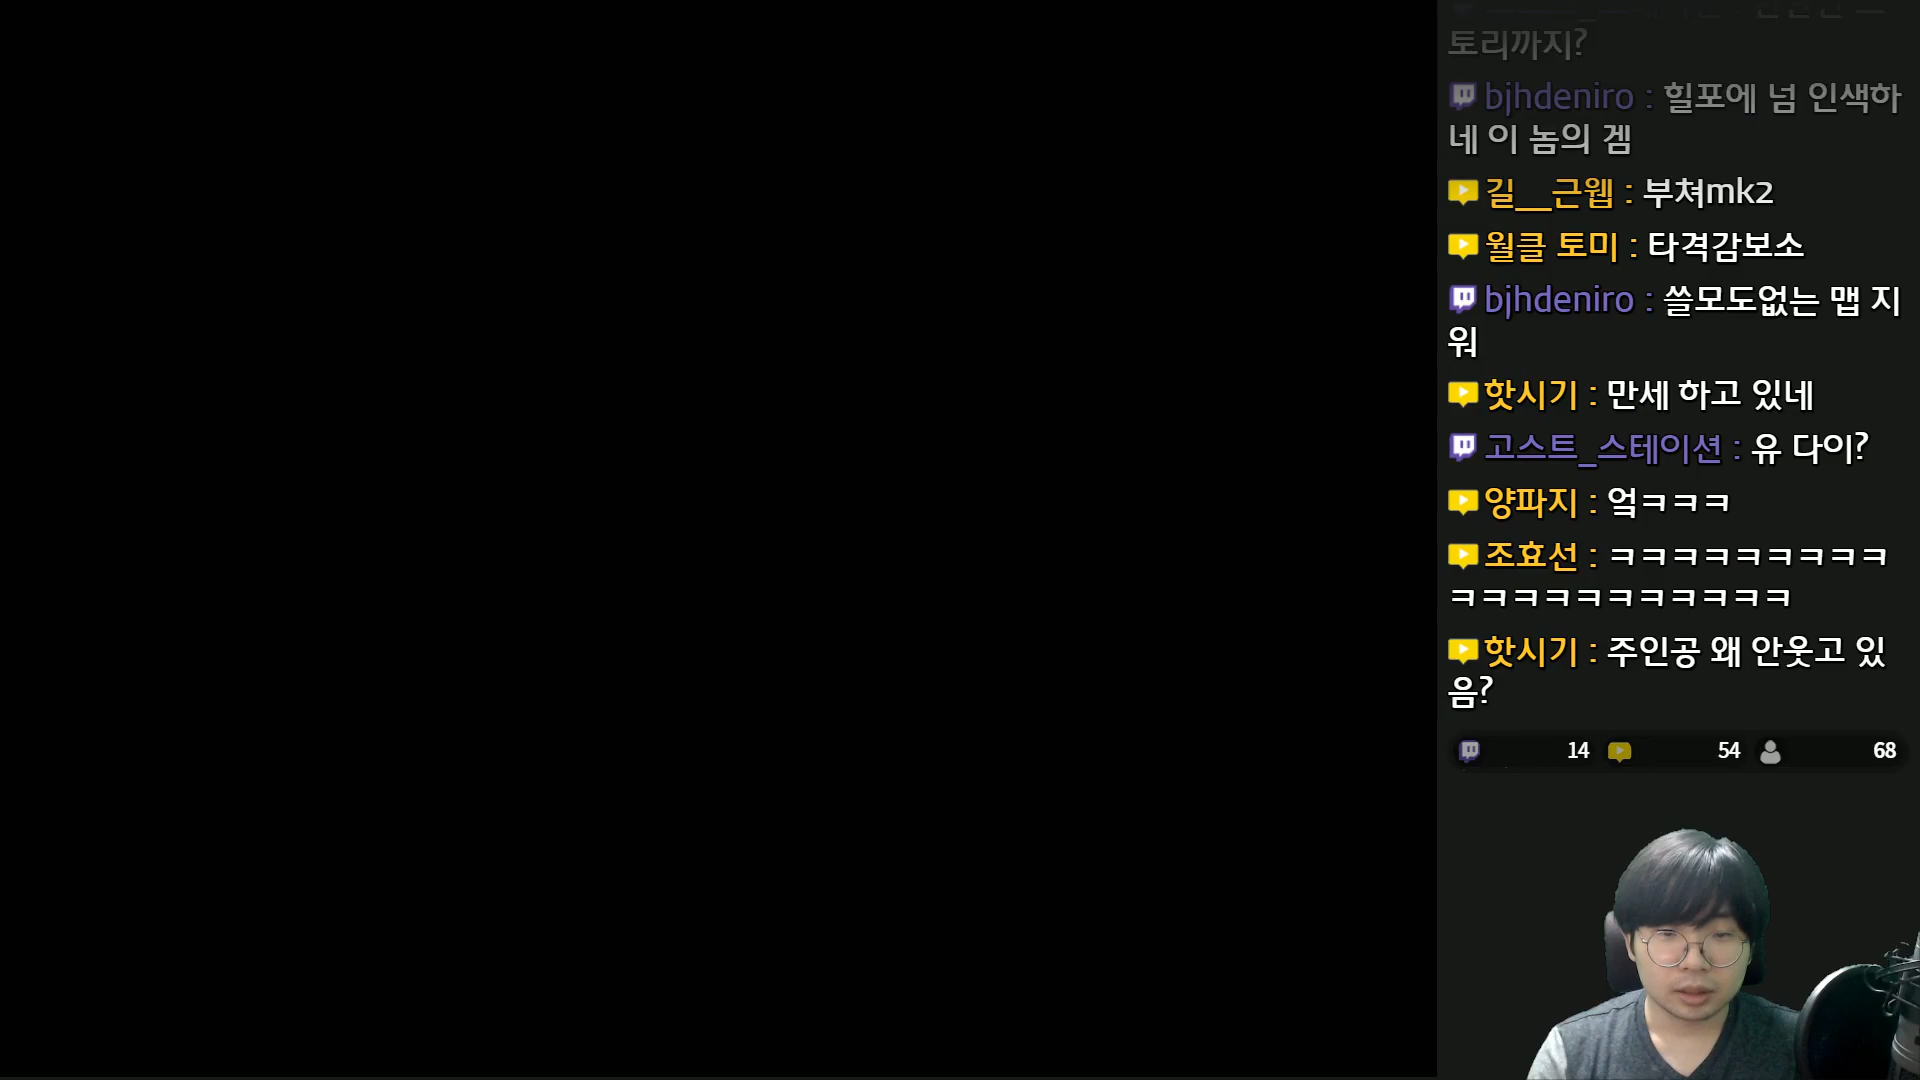 토리까지?
bjhdeniro : 힐포에 넘 인색하
네 이 놈의 겜
길__근웹 : 부쳐mk2
월클 토미 : 타격감보소
bjhdeniro : 쓸모도없는 맵 지
워
핫시기 : 만세 하고 있네
고스트_스테이션 : 유 다이?
양파지 : 엌ㅋㅋㅋ
조효선 : ㅋㅋㅋㅋㅋㅋㅋㅋㅋ
ㅋㅋㅋㅋㅋㅋㅋㅋㅋㅋㅋ
핫시기 : 주인공 왜 안웃고 있
음?
14 54 68